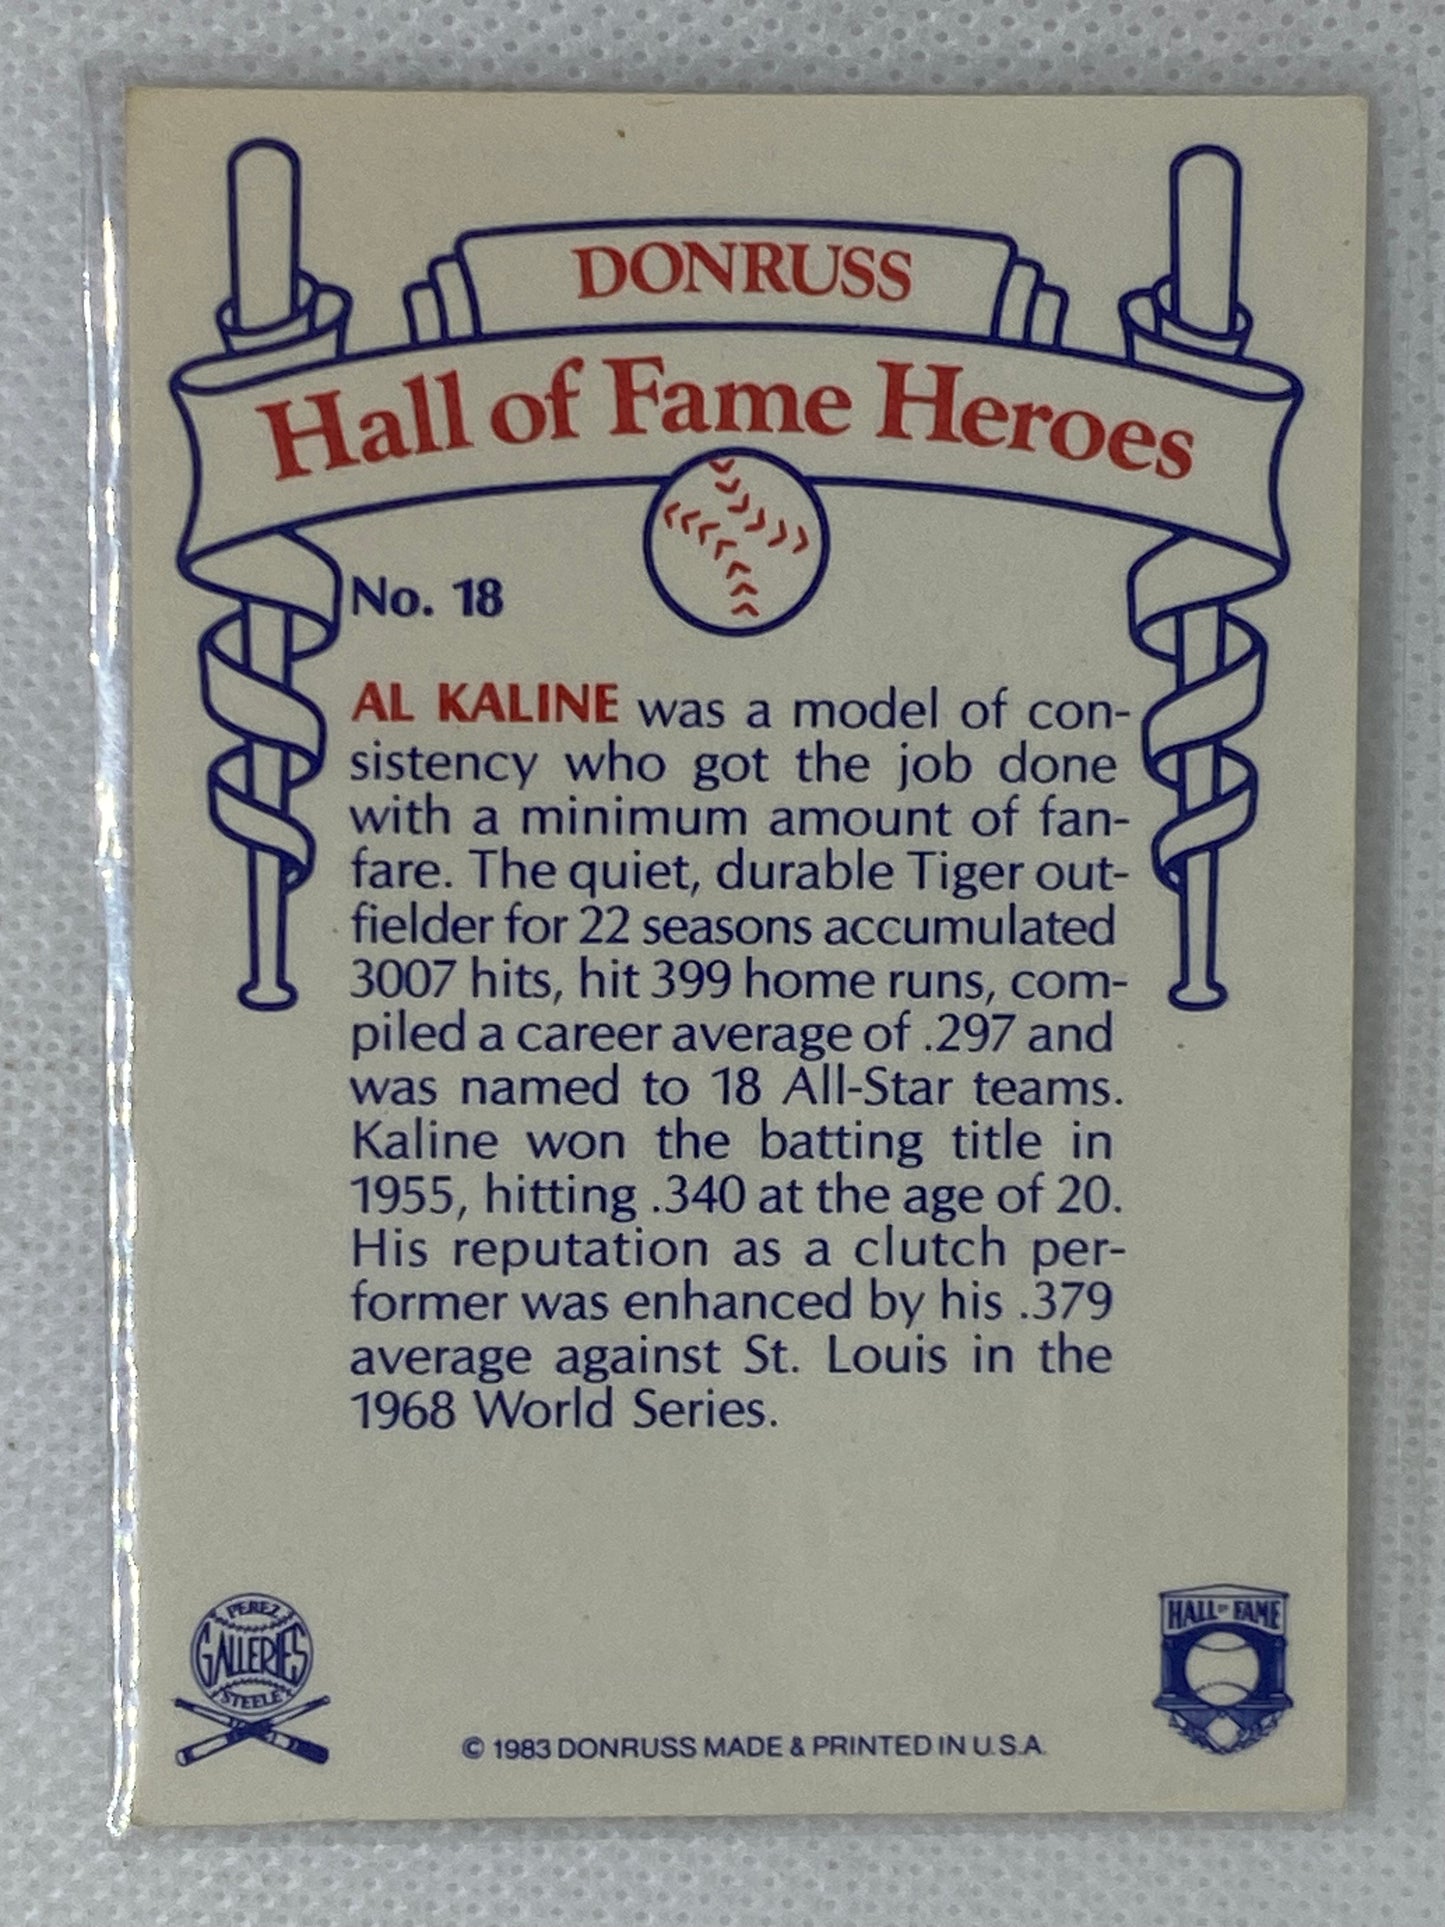 DONRUSS
Hall of Fame Heroes
No. 18
AL KALINE was a model of con-
sistency who got the job done
with a minimum amount of fan-
fare. The quiet, durable Tiger out-
fielder for 22 seasons accumulated
3007 hits, hit 399 home runs, com-
piled a career average of .297 and
was named to 18 All-Star teams.
Kaline won the batting title in
1955, hitting .340 at the age of 20.
His reputation as a clutch per-
former was enhanced by his .379
average against St. Louis in the
1968 World Series.
PEREZ
GALLERIES
STEELE
HALL OF FAME
© 1983 DONRUSS MADE & PRINTED IN U.S.A.